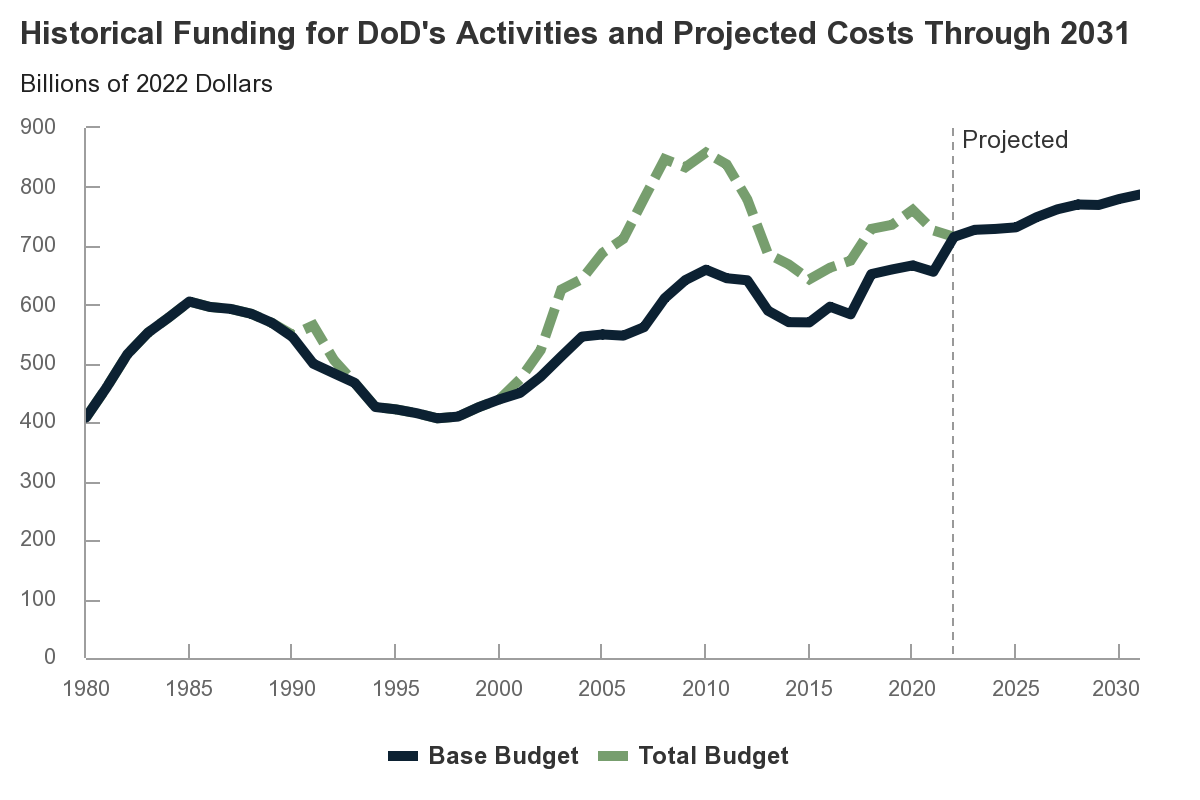 Historical Funding for DoD's Activities and Projected Costs Through 2031
Billions of 2022 Dollars
900
Projected
800
700
600
500
400
300
200
100
0
1980 1985 1990 1995 2000 2005 2010 2015 2020 2025 2030
Base Budget Total Budget